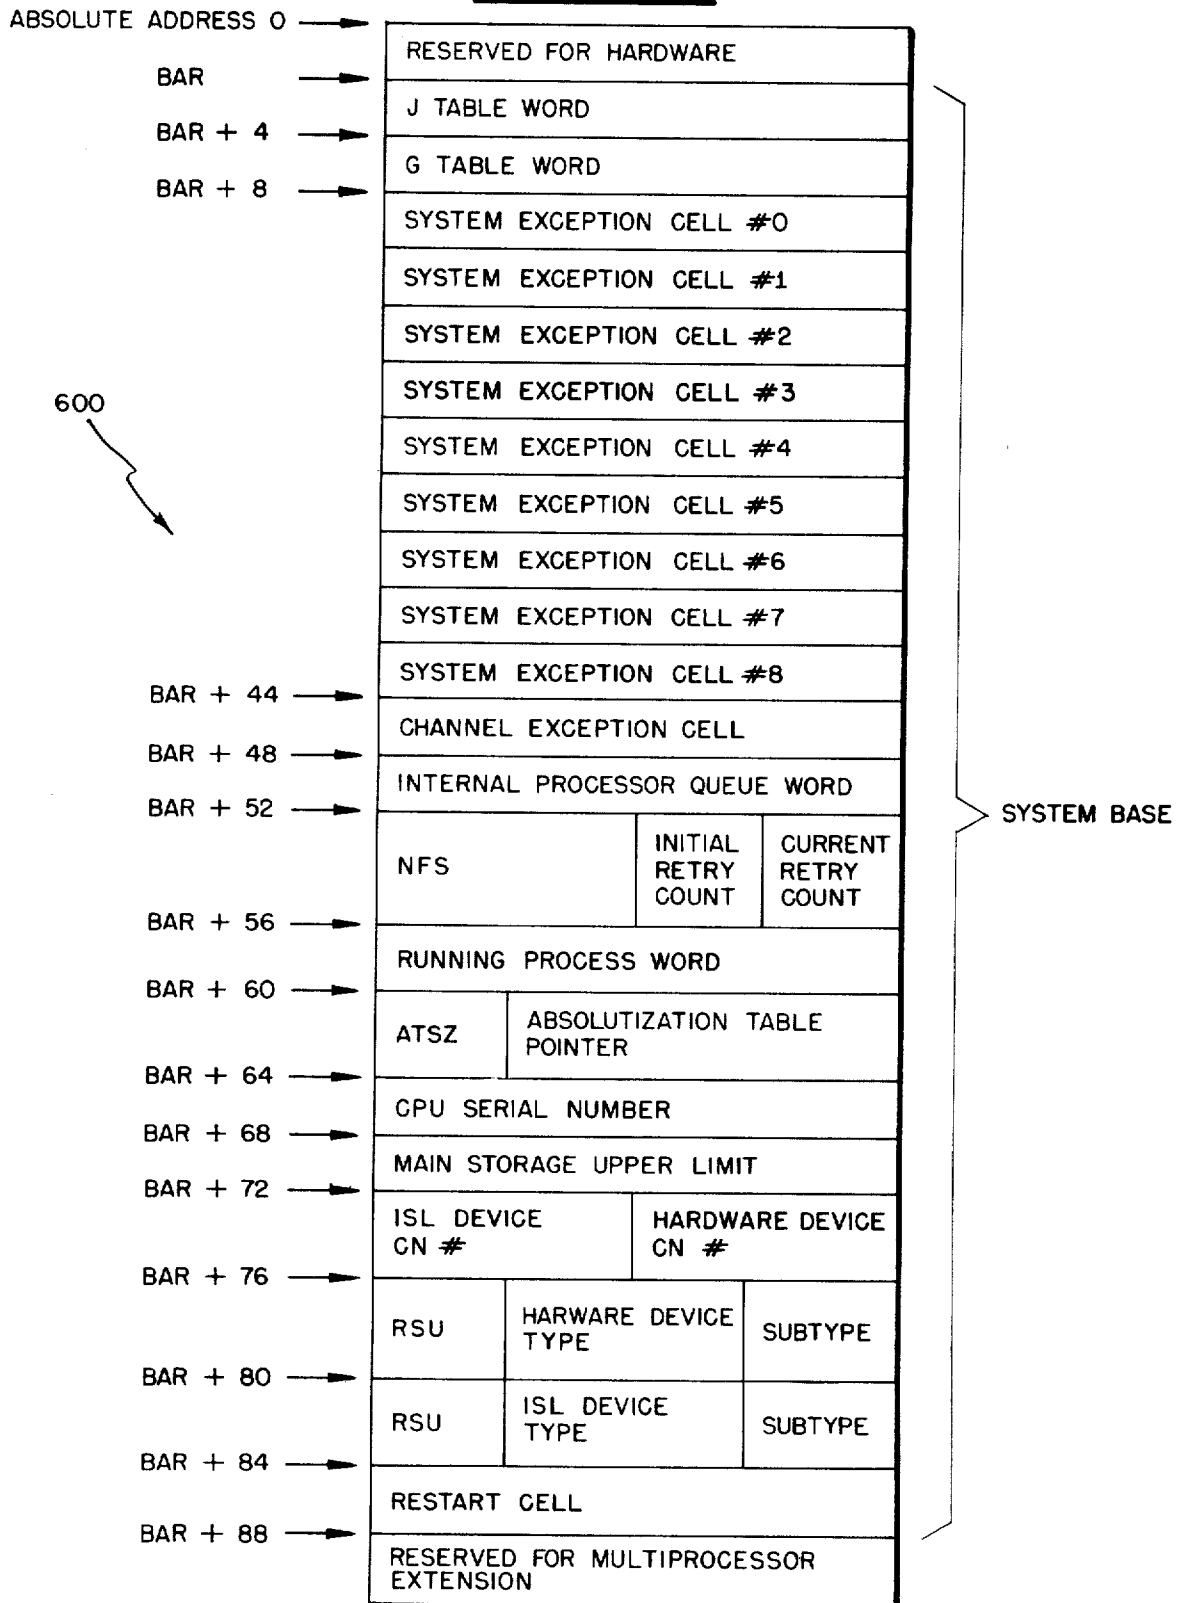 ABSOLUTE ADDRESS 0
RESERVED FOR HARDWARE
BAR
J TABLE WORD
BAR + 4
G TABLE WORD
BAR + 8
SYSTEM EXCEPTION CELL #0
SYSTEM EXCEPTION CELL #1
SYSTEM EXCEPTION CELL #2
SYSTEM EXCEPTION CELL #3
600
SYSTEM EXCEPTION CELL #4
SYSTEM EXCEPTION CELL #5
SYSTEM EXCEPTION CELL #6
SYSTEM EXCEPTION CELL #7
SYSTEM EXCEPTION CELL #8
BAR + 44
CHANNEL EXCEPTION CELL
BAR + 48
INTERNAL PROCESSOR QUEUE WORD
BAR + 52
SYSTEM BASE
NFS
INITIAL
RETRY
COUNT
CURRENT
RETRY
COUNT
BAR + 56
RUNNING PROCESS WORD
BAR + 60
ATSZ
ABSOLUTIZATION TABLE
POINTER
BAR + 64
CPU SERIAL NUMBER
BAR + 68
MAIN STORAGE UPPER LIMIT
BAR + 72
ISL DEVICE
CN #
HARDWARE DEVICE
CN #
BAR + 76
RSU
HARWARE DEVICE
TYPE
SUBTYPE
BAR + 80
RSU
ISL DEVICE
TYPE
SUBTYPE
BAR + 84
RESTART CELL
BAR + 88
RESERVED FOR MULTIPROCESSOR
EXTENSION